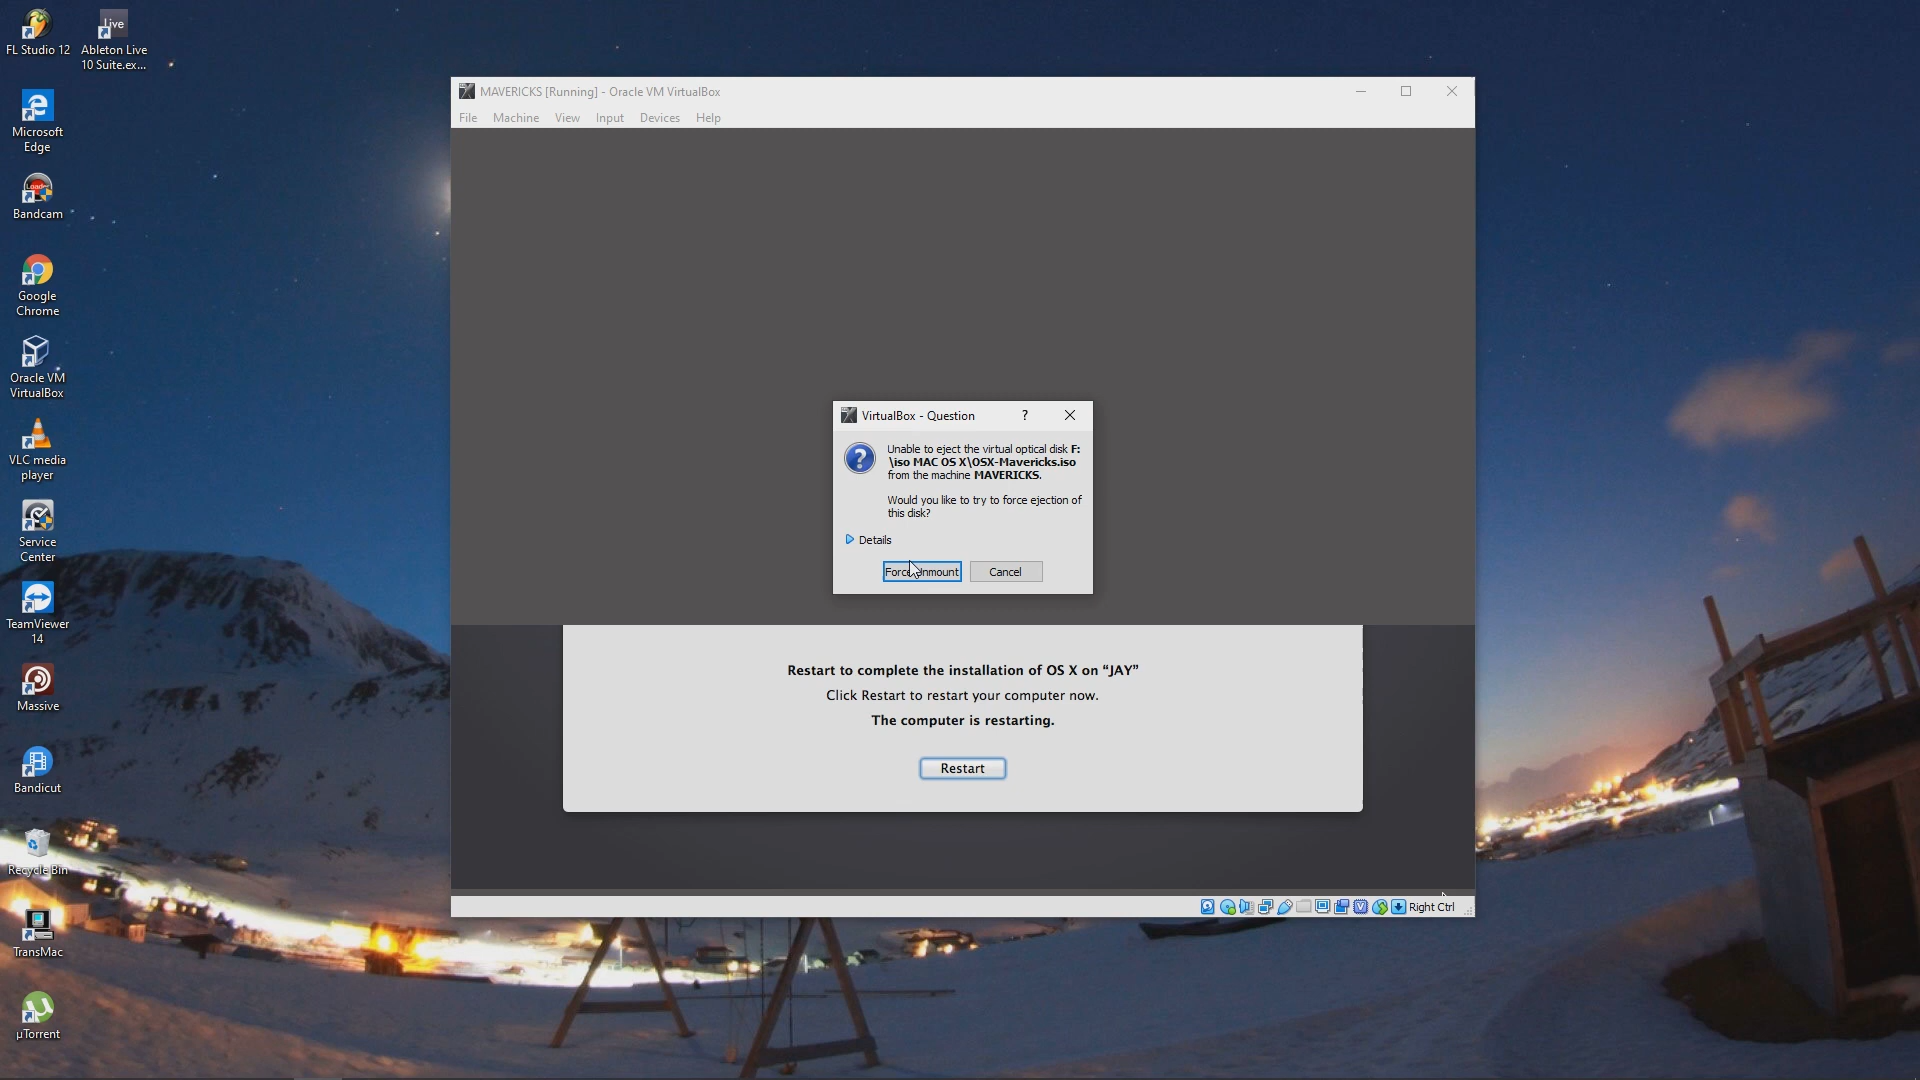 FL Studio 12
Live
Ableton Live
10 Suite.ex...
Microsoft
Edge
Bandcam
Google
Chrome
Oracle VM
VirtualBox
VLC media
player
Service
Center
TeamViewer
14
Massive
Bandicut
Recycle Bin
TransMac
µTorrent
MAVERICKS [Running] - Oracle VM VirtualBox
File Machine View Input Devices Help
VirtualBox - Question
?
Unable to eject the virtual optical disk F:
\iso MAC OS X\OSX-Mavericks.iso
from the machine MAVERICKS.
Would you like to try to force ejection of
this disk?
Details
Force Unmount Cancel
Restart to complete the installation of OS X on “JAY”
Click Restart to restart your computer now.
The computer is restarting.
Restart
Right Ctrl